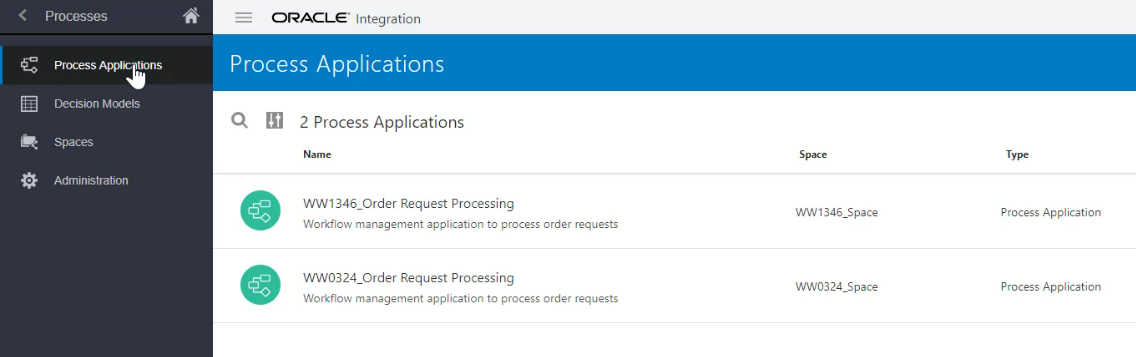 Processes
ORACLE Integration
Process Applications
Process Applications
Decision Models
Spaces
Administration
2 Process Applications
Name Space Type
WW1346_Order Request Processing
Workflow management application to process order requests
WW1346_Space
Process Application
WW0324_Order Request Processing
Workflow management application to process order requests
WW0324_Space
Process Application